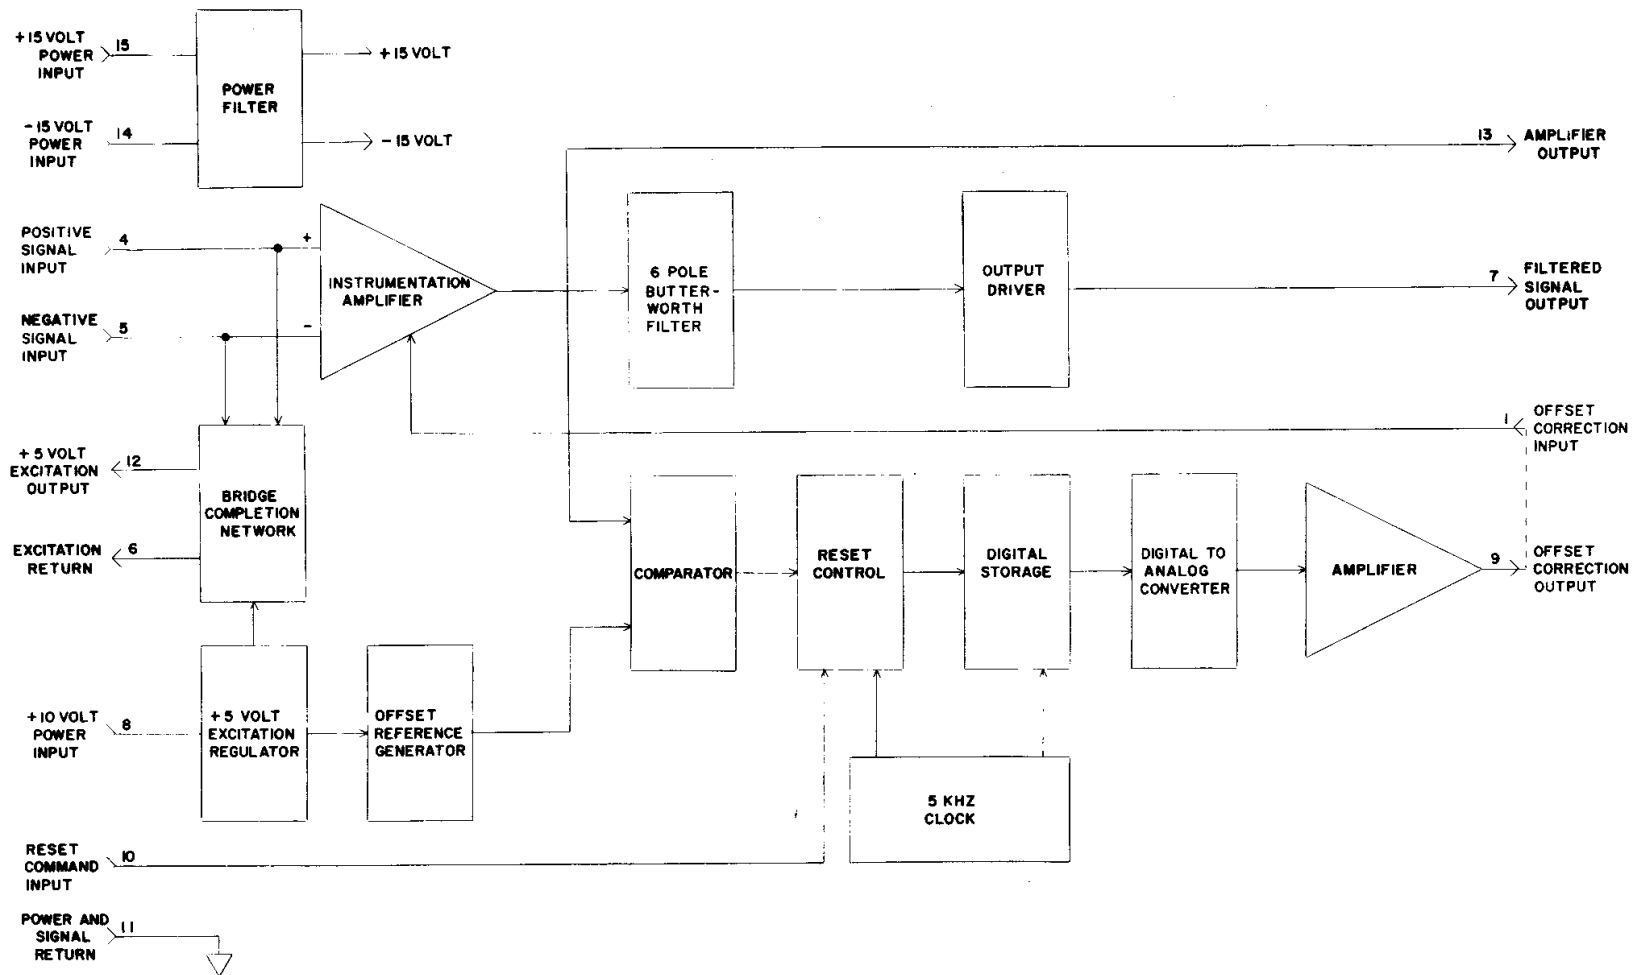 +15 VOLT
POWER
INPUT
15
+15 VOLT
POWER
FILTER
-15 VOLT
POWER
INPUT
14
-15 VOLT
13
AMPLIFIER
OUTPUT
POSITIVE
SIGNAL
INPUT
4
+
INSTRUMENTATION
AMPLIFIER
-
NEGATIVE
SIGNAL
INPUT
5
6 POLE
BUTTER-
WORTH
FILTER
OUTPUT
DRIVER
7
FILTERED
SIGNAL
OUTPUT
1
OFFSET
CORRECTION
INPUT
+5 VOLT
EXCITATION
OUTPUT
12
BRIDGE
COMPLETION
NETWORK
EXCITATION
RETURN
6
COMPARATOR
RESET
CONTROL
DIGITAL
STORAGE
DIGITAL TO
ANALOG
CONVERTER
AMPLIFIER
9
OFFSET
CORRECTION
OUTPUT
+10 VOLT
POWER
INPUT
8
+5 VOLT
EXCITATION
REGULATOR
OFFSET
REFERENCE
GENERATOR
5 KHZ
CLOCK
RESET
COMMAND
INPUT
10
POWER AND
SIGNAL
RETURN
11